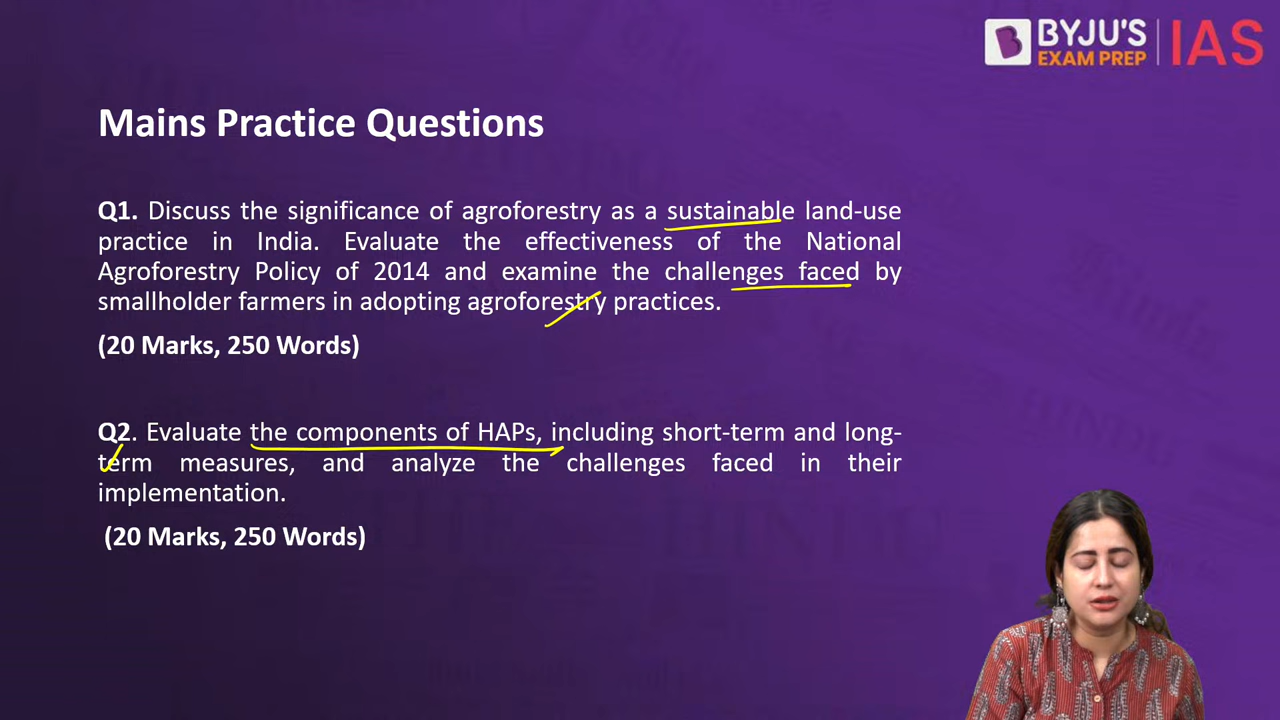 BYJU'S IAS
EXAM PREP
Mains Practice Questions
Q1. Discuss the significance of agroforestry as a sustainable land-use
practice in India. Evaluate the effectiveness of the National
Agroforestry Policy of 2014 and examine the challenges faced by
smallholder farmers in adopting agroforestry practices.
(20 Marks, 250 Words)
Q2. Evaluate the components of HAPs, including short-term and long-
term measures, and analyze the challenges faced in their
implementation.
(20 Marks, 250 Words)